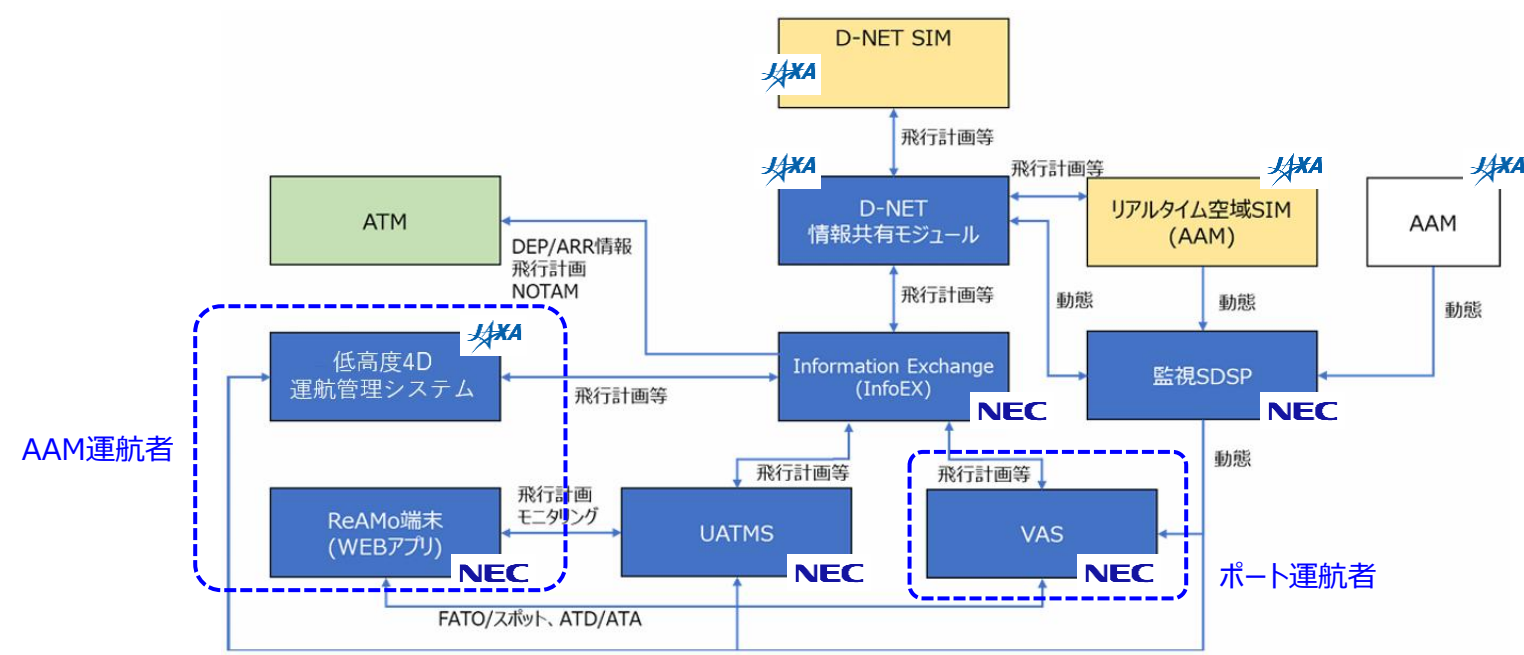 D-NET SIM
JAXA
飛行計画等
JAXA
飛行計画等
JAXA
JAXA
ATM
D-NET
情報共有モジュール
リアルタイム空域SIM
(AAM)
AAM
DEP/ARR情報
飛行計画
NOTAM
飛行計画等
動態
動態
動態
JAXA
低高度4D
運航管理システム
飛行計画等
Information Exchange
(InfoEX)
NEC
監視SDSP
NEC
AAM運航者
飛行計画等
飛行計画等
動態
ReAMo端末
(WEBアプリ)
NEC
飛行計画
モニタリング
UATMS
NEC
VAS
NEC
ポート運航者
FATO/スポット、ATD/ATA